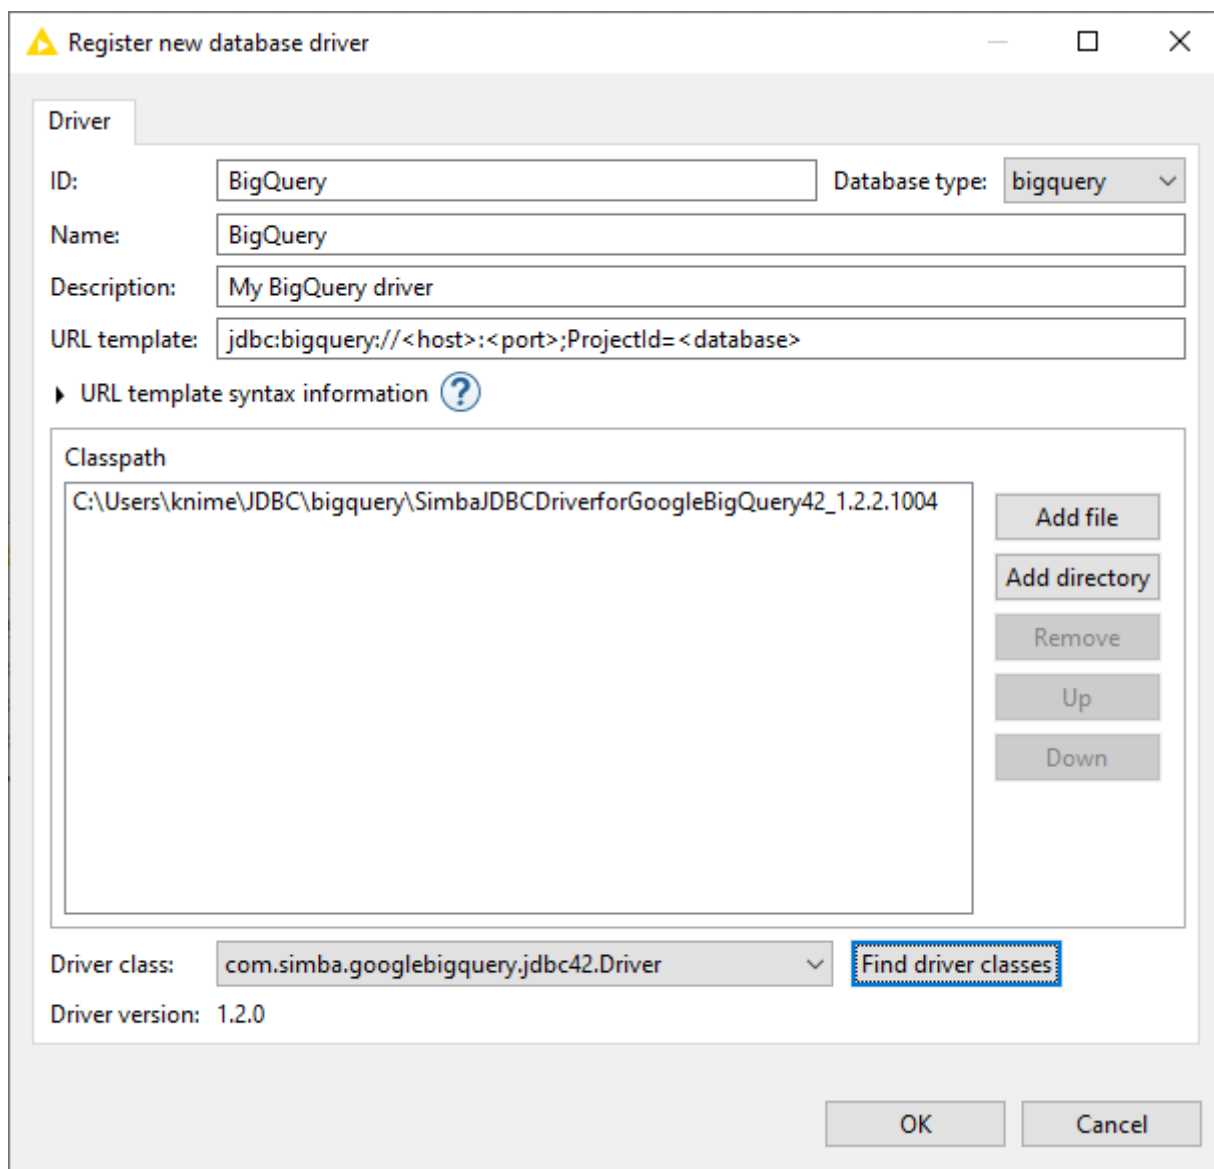 Register new database driver
Driver
ID: BigQuery Database type: bigquery
Name: BigQuery
Description: My BigQuery driver
URL template: jdbc:bigquery://<host>:<port>;ProjectId=<database>
URL template syntax information ?
Classpath
C:\Users\knime\JDBC\bigquery\SimbaJDBCDriverforGoogleBigQuery42_1.2.2.1004
Add file
Add directory
Remove
Up
Down
Driver class: com.simba.googlebigquery.jdbc42.Driver Find driver classes
Driver version: 1.2.0
OK Cancel